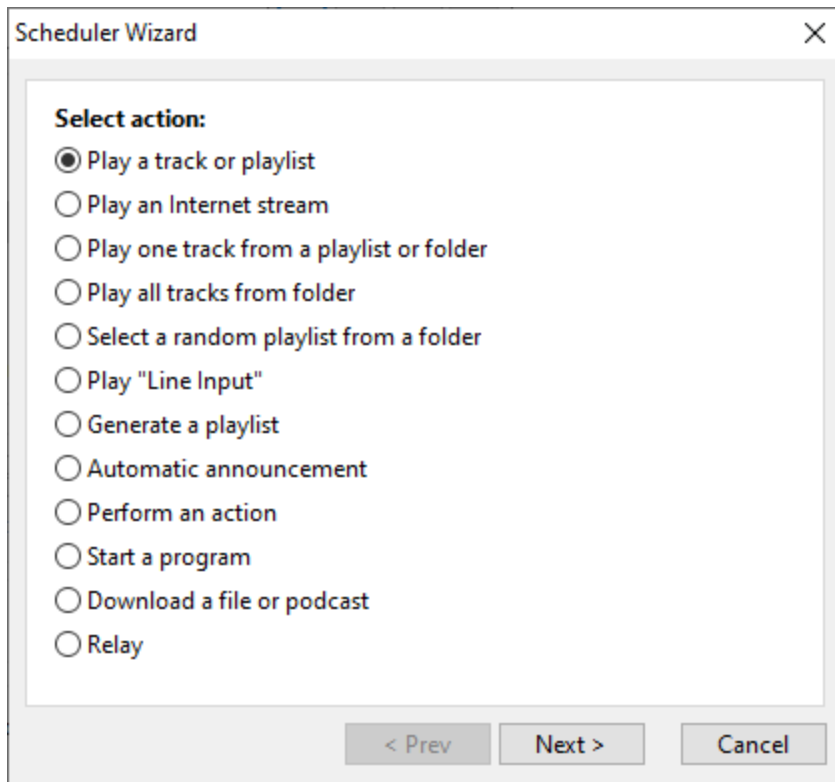 Scheduler Wizard
Select action:
Play a track or playlist
Play an Internet stream
Play one track from a playlist or folder
Play all tracks from folder
Select a random playlist from a folder
Play "Line Input"
Generate a playlist
Automatic announcement
Perform an action
Start a program
Download a file or podcast
Relay
< Prev Next > Cancel